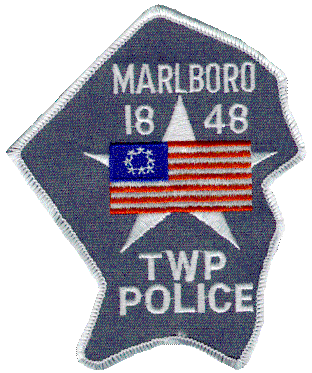 MARLBORO
18 48
TWP
POLICE